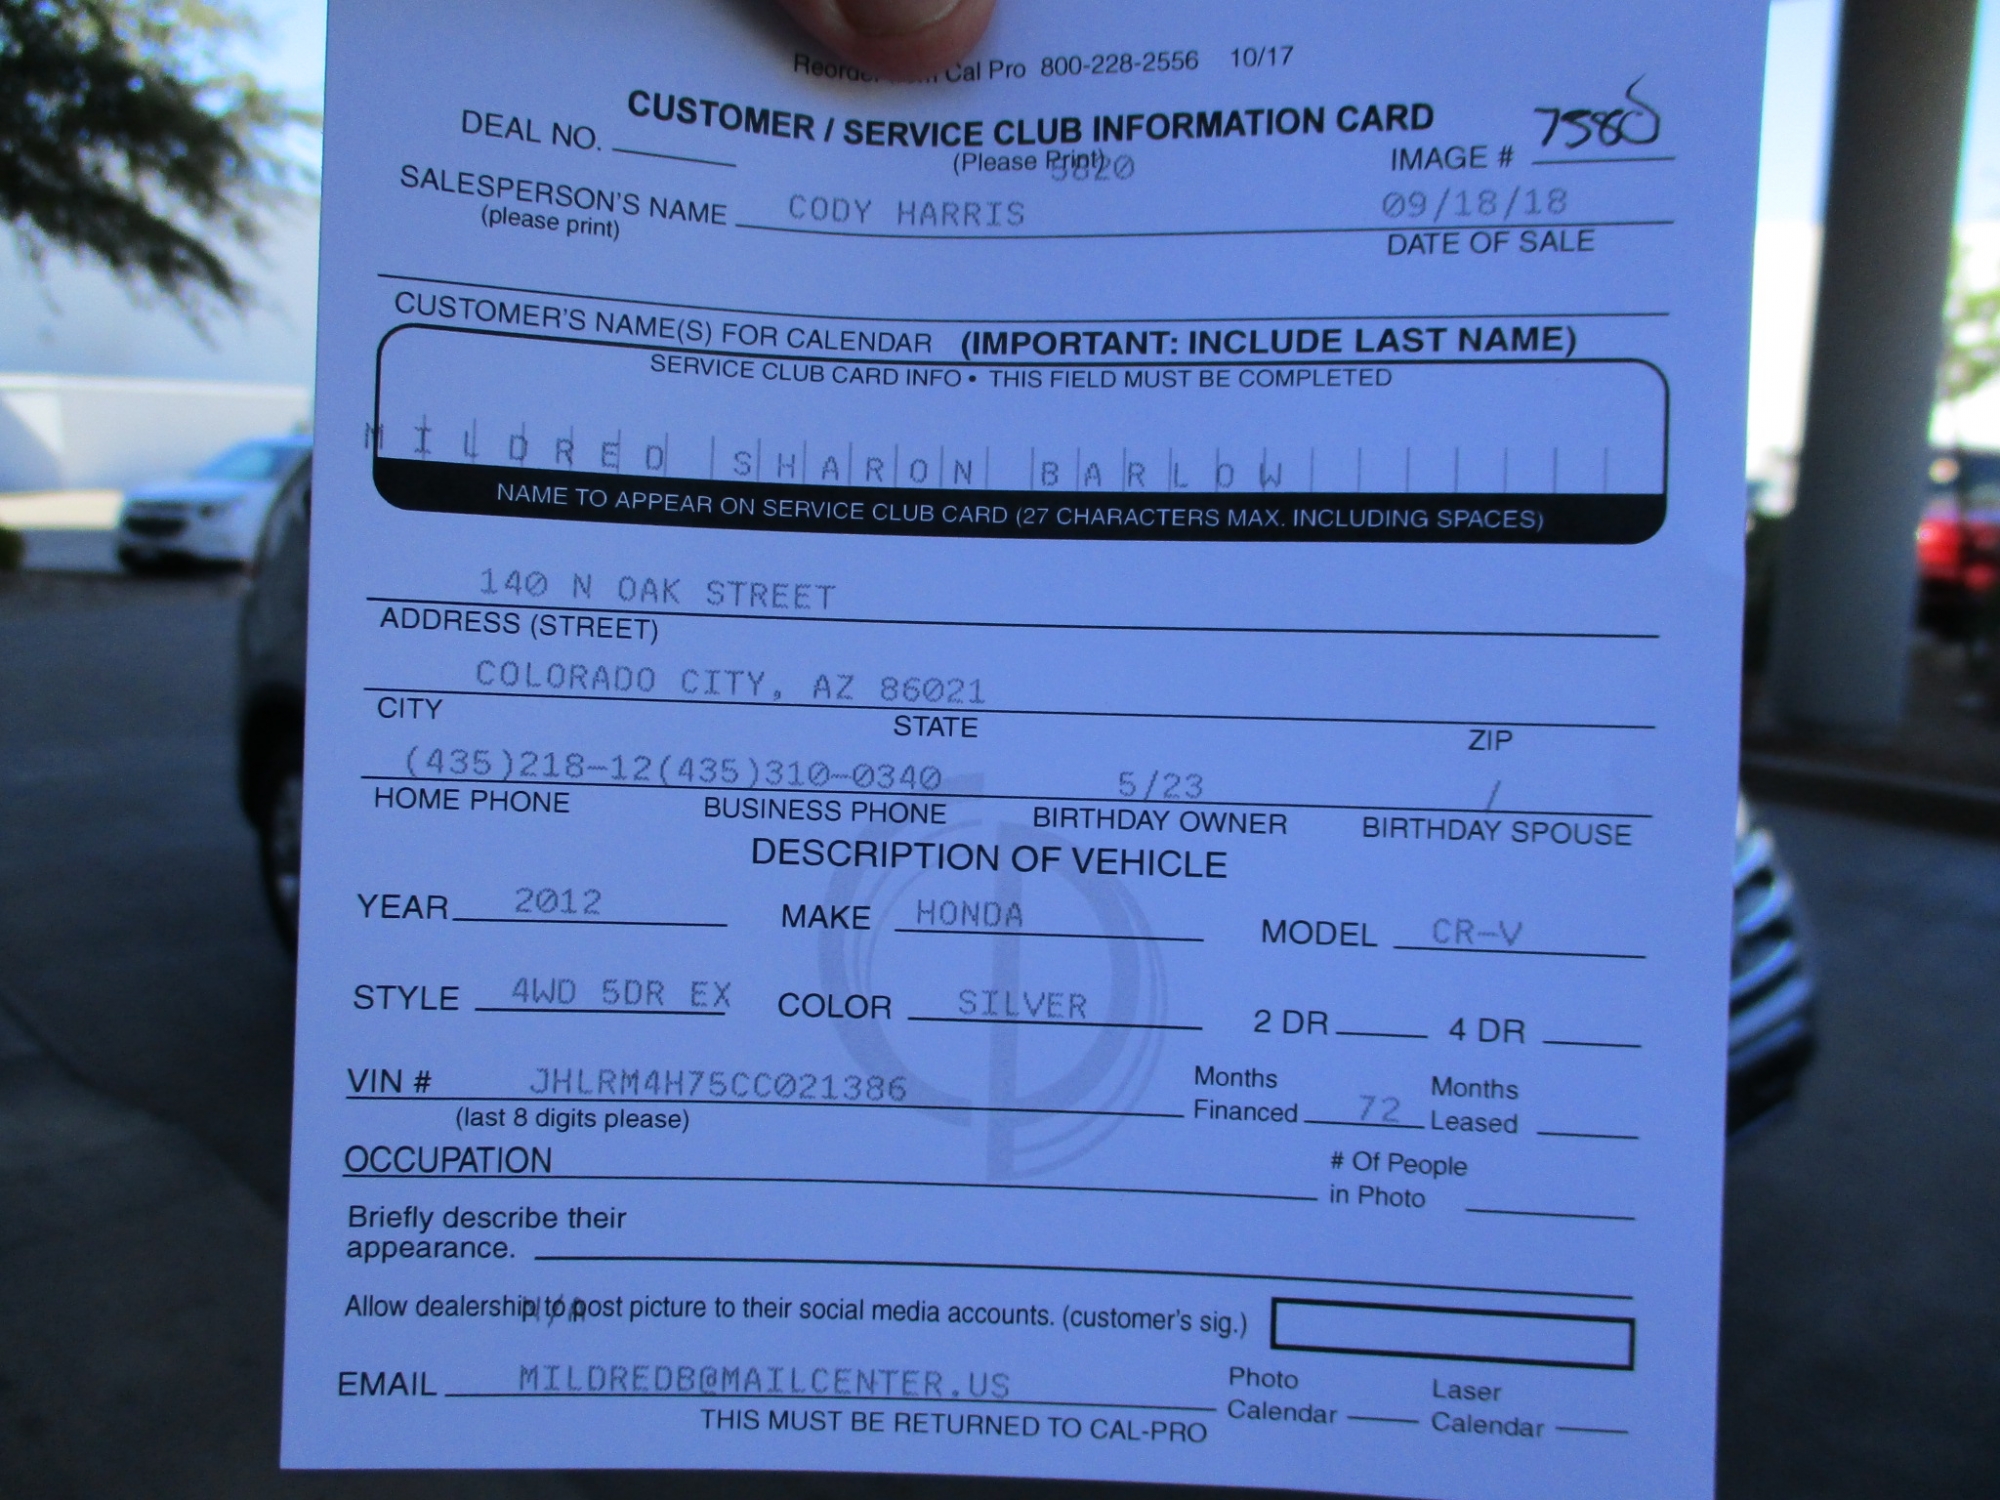 Reorder Cal Pro 800-228-2556 10/17
CUSTOMER / SERVICE CLUB INFORMATION CARD
DEAL NO. (Please Print) 5820 IMAGE #
SALESPERSON'S NAME CODY HARRIS 09/18/18
(please print) DATE OF SALE
CUSTOMER'S NAME(S) FOR CALENDAR (IMPORTANT: INCLUDE LAST NAME)
SERVICE CLUB CARD INFO • THIS FIELD MUST BE COMPLETED
MILDRED SHARON BARLOW
NAME TO APPEAR ON SERVICE CLUB CARD (27 CHARACTERS MAX. INCLUDING SPACES)
140 N OAK STREET
ADDRESS (STREET)
COLORADO CITY, AZ 86021
CITY STATE ZIP
(435)218-12(435)310-0340 5/23 /
HOME PHONE BUSINESS PHONE BIRTHDAY OWNER BIRTHDAY SPOUSE
DESCRIPTION OF VEHICLE
YEAR 2012 MAKE HONDA MODEL CR-V
STYLE 4WD 5DR EX COLOR SILVER 2 DR 4 DR
VIN # JHLRM4H75CC021386 Months Financed 72 Months Leased
(last 8 digits please)
OCCUPATION # Of People in Photo
Briefly describe their
appearance.
N/A
Allow dealership to post picture to their social media accounts. (customer's sig.)
EMAIL MILDREDB@MAILCENTER.US Photo Calendar Laser Calendar
THIS MUST BE RETURNED TO CAL-PRO